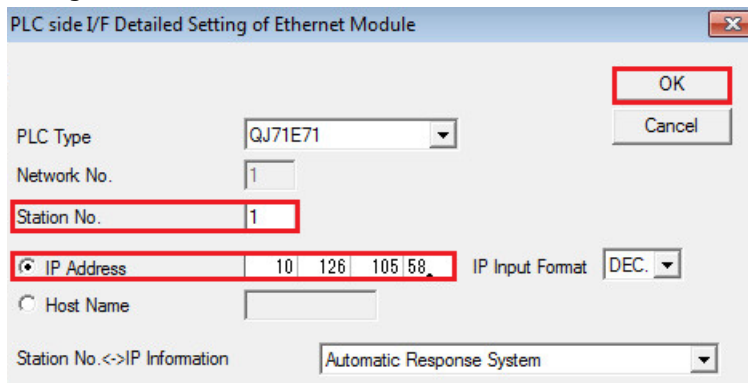 PLC side I/F Detailed Setting of Ethernet Module
OK
PLC Type QJ71E71 Cancel
Network No. 1
Station No. 1
IP Address 10 126 105 58 IP Input Format DEC.
Host Name
Station No.<->IP Information Automatic Response System